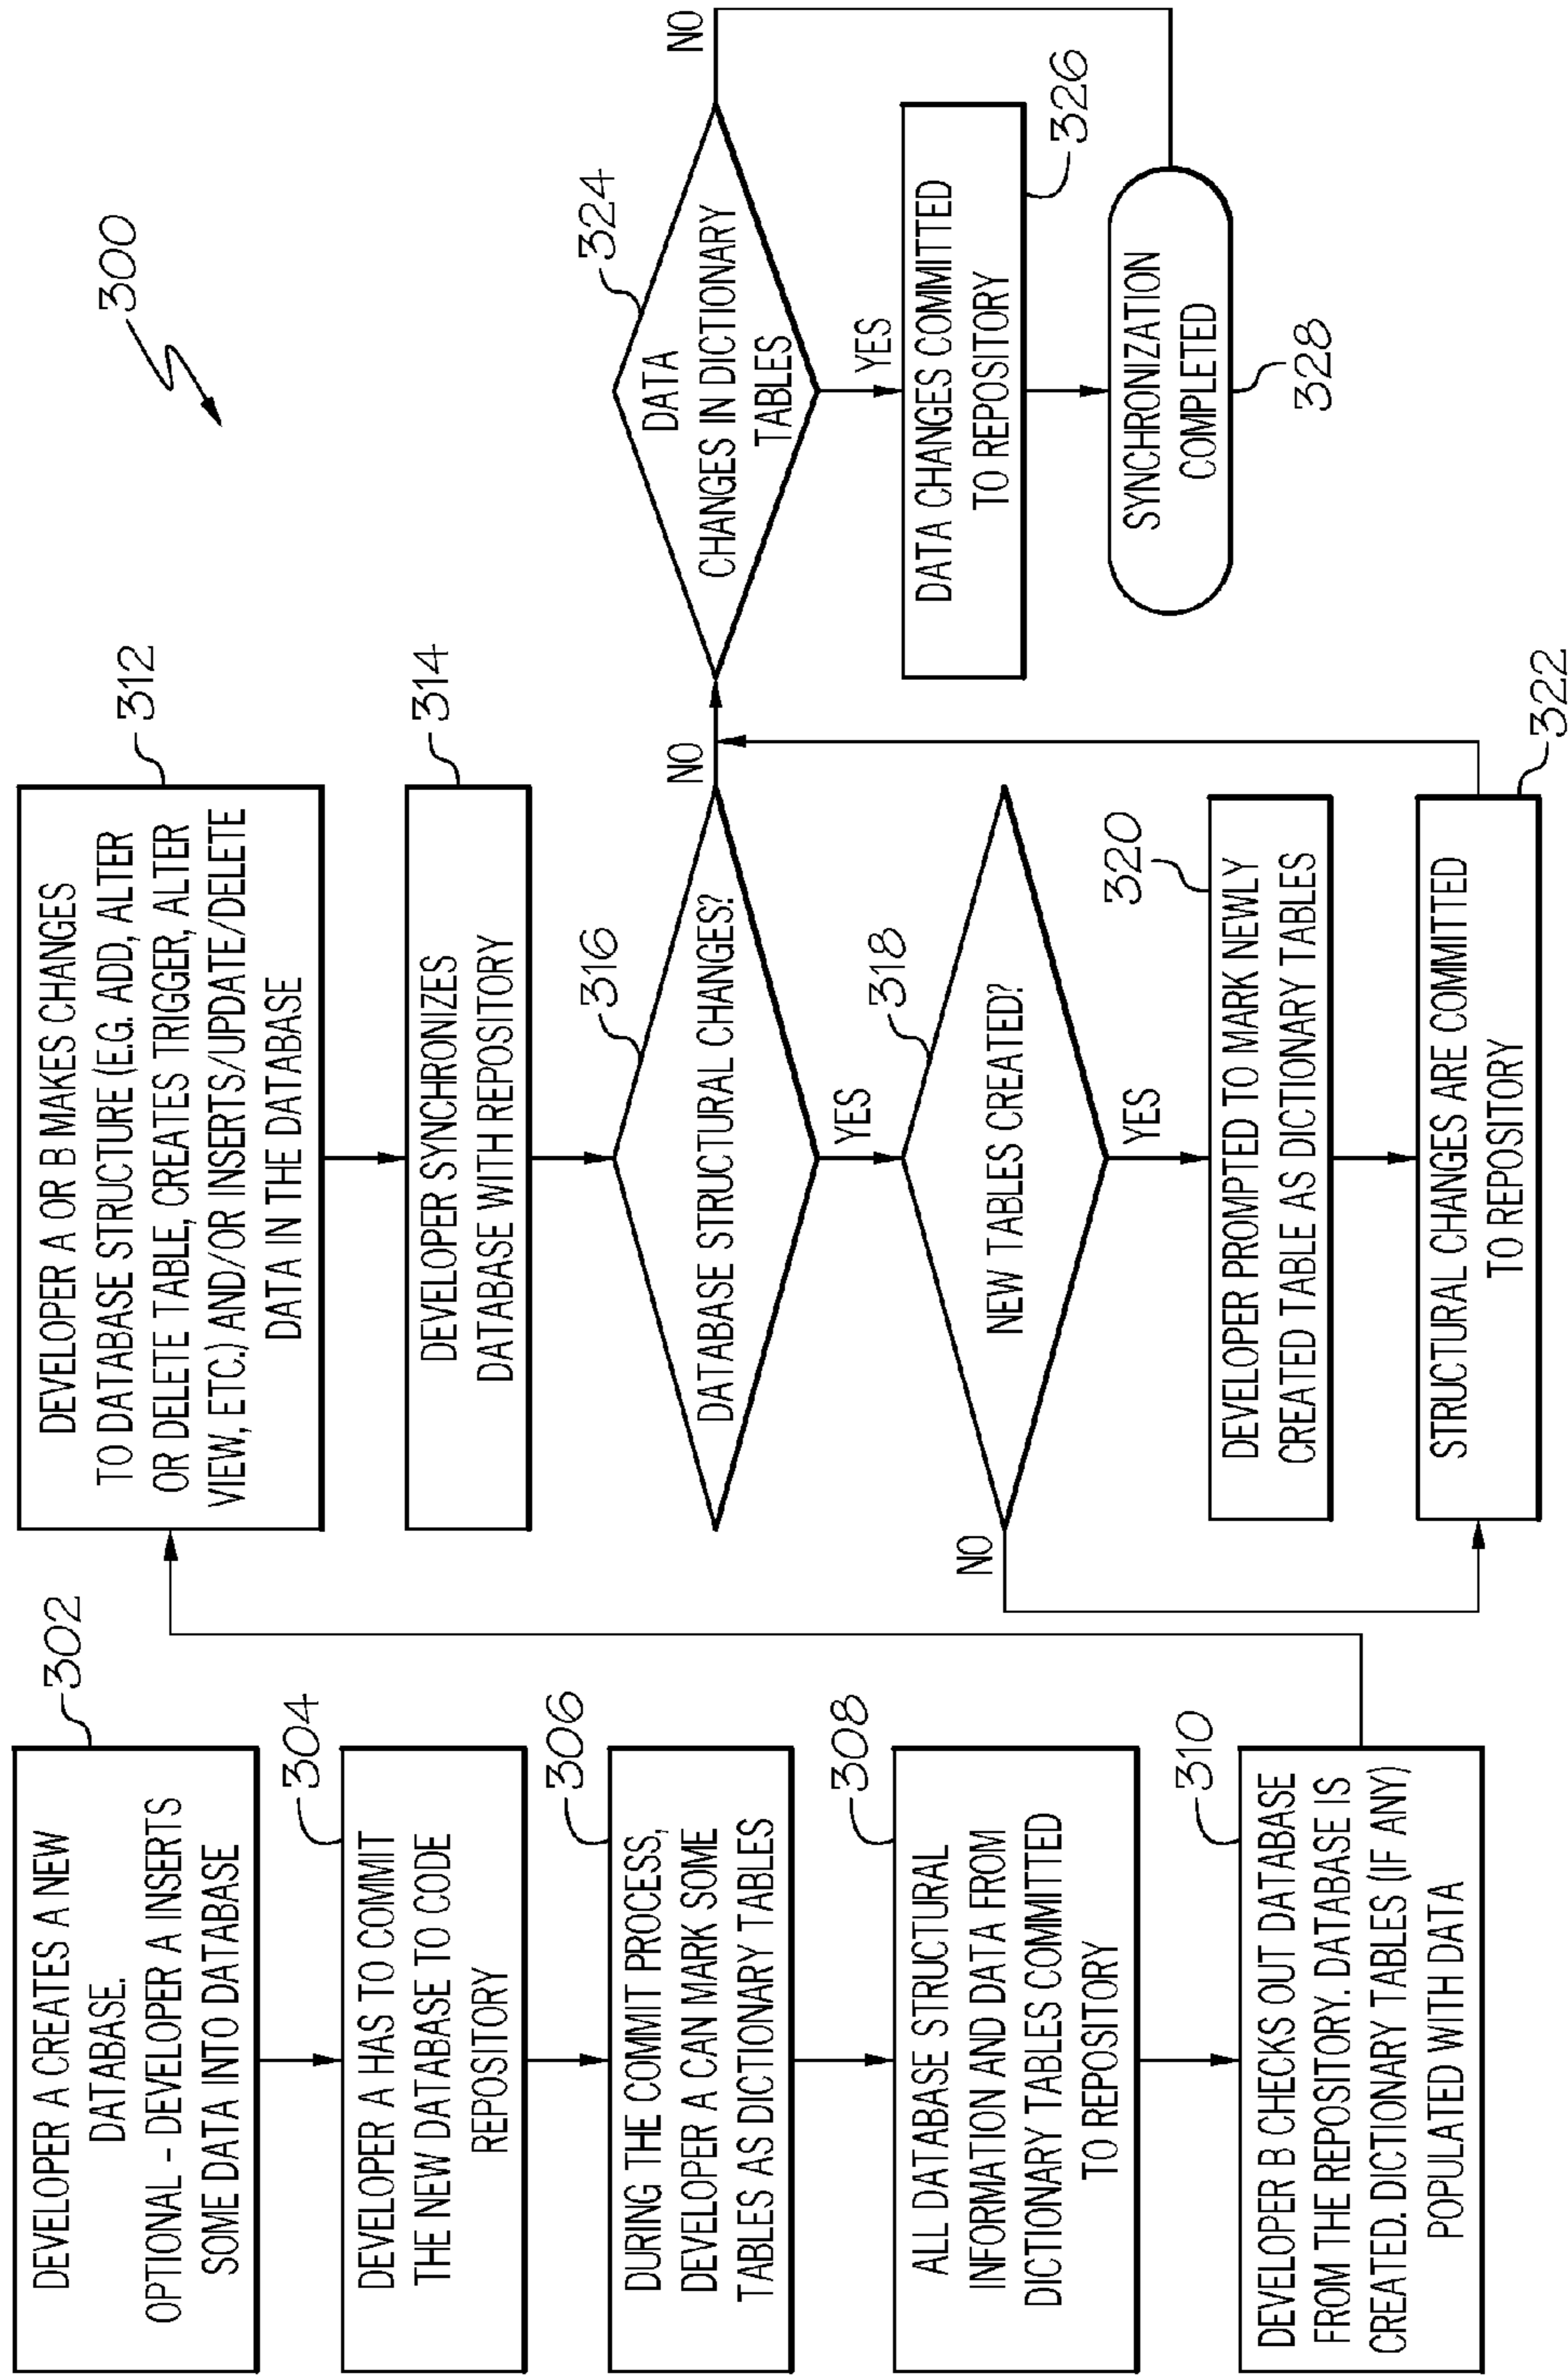 300
302
DEVELOPER A CREATES A NEW
DATABASE.
OPTIONAL - DEVELOPER A INSERTS
SOME DATA INTO DATABASE
304
DEVELOPER A HAS TO COMMIT
THE NEW DATABASE TO CODE
REPOSITORY
306
DURING THE COMMIT PROCESS,
DEVELOPER A CAN MARK SOME
TABLES AS DICTIONARY TABLES
308
ALL DATABASE STRUCTURAL
INFORMATION AND DATA FROM
DICTIONARY TABLES COMMITTED
TO REPOSITORY
310
DEVELOPER B CHECKS OUT DATABASE
FROM THE REPOSITORY. DATABASE IS
CREATED. DICTIONARY TABLES (IF ANY)
POPULATED WITH DATA
312
DEVELOPER A OR B MAKES CHANGES
TO DATABASE STRUCTURE (E.G. ADD, ALTER
OR DELETE TABLE, CREATES TRIGGER, ALTER
VIEW, ETC.) AND/OR INSERTS/UPDATE/DELETE
DATA IN THE DATABASE
314
DEVELOPER SYNCHRONIZES
DATABASE WITH REPOSITORY
316
DATABASE STRUCTURAL CHANGES?
NO
YES
318
NEW TABLES CREATED?
NO
YES
320
DEVELOPER PROMPTED TO MARK NEWLY
CREATED TABLE AS DICTIONARY TABLES
322
STRUCTURAL CHANGES ARE COMMITTED
TO REPOSITORY
324
DATA
CHANGES IN DICTIONARY
TABLES
NO
YES
326
DATA CHANGES COMMITTED
TO REPOSITORY
SYNCHRONIZATION
COMPLETED
328